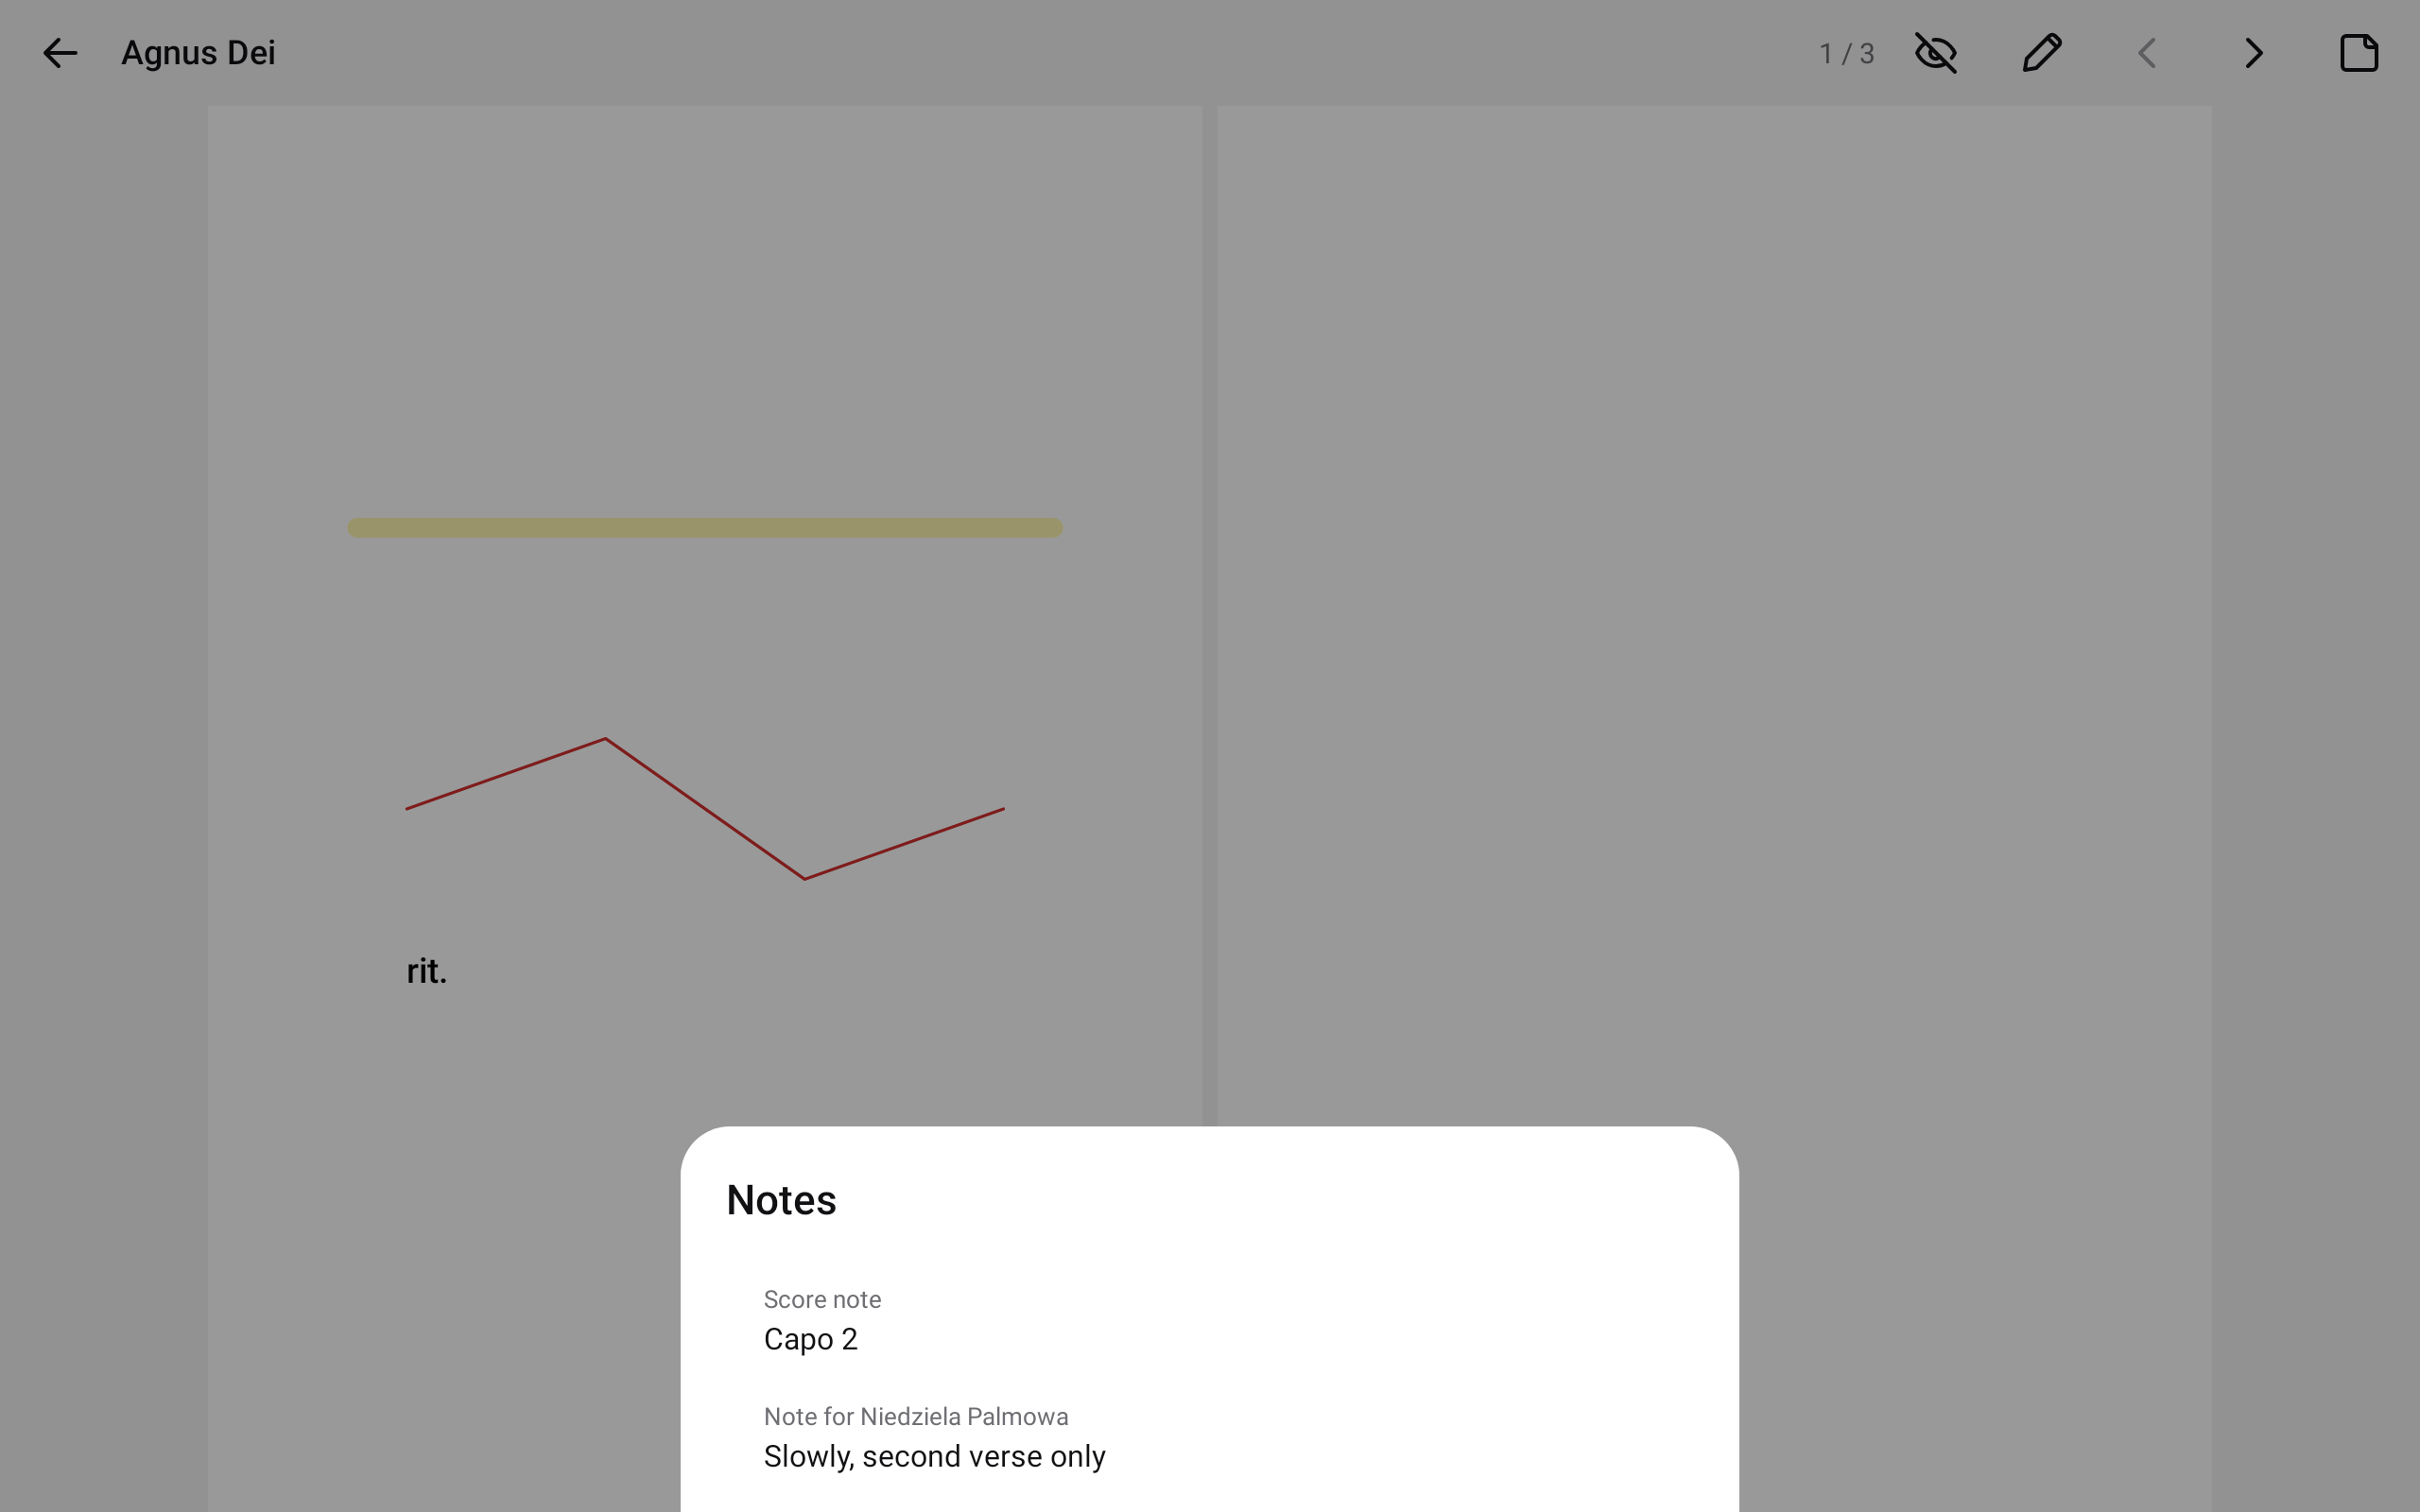 Agnus Dei
1 / 3
rit.
Notes
Score note
Capo 2
Note for Niedziela Palmowa
Slowly, second verse only